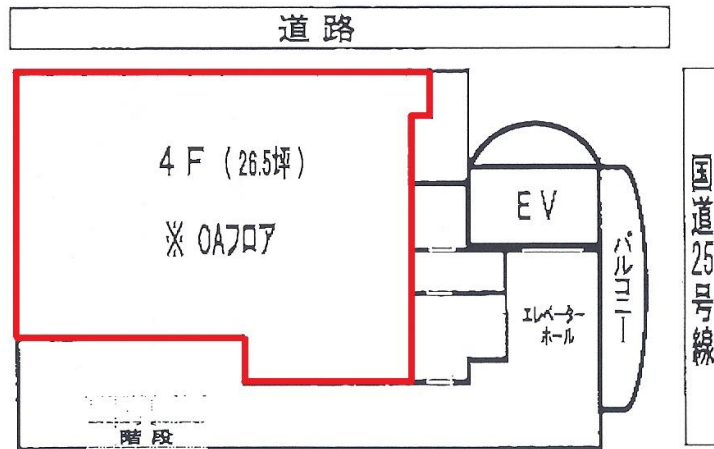 道路
4F (26.5坪)
※ OAフロア
EV
バルコニー
国道25号線
エレベーター
ホール
階段